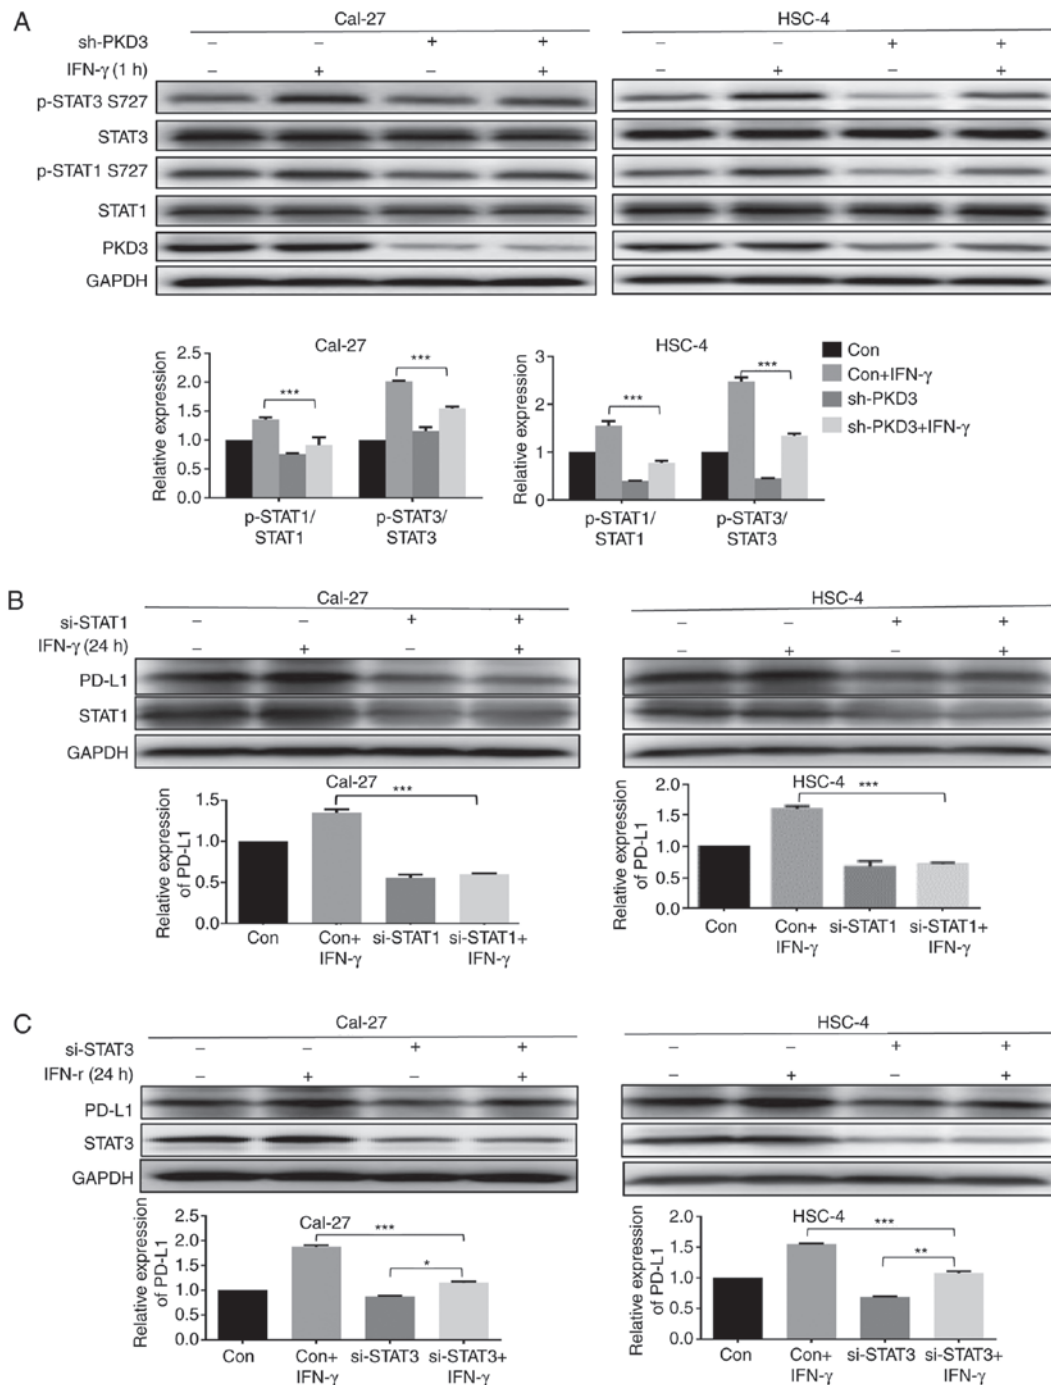 A
Cal-27 HSC-4
sh-PKD3 – – + + – – + +
IFN-γ (1 h) – + – + – + – +
p-STAT3 S727
STAT3
p-STAT1 S727
STAT1
PKD3
GAPDH
Cal-27
Relative expression
2.5
2.0
1.5
1.0
0.5
0.0
***
***
p-STAT1/
STAT1
p-STAT3/
STAT3
HSC-4
Relative expression
3
2
1
0
***
***
p-STAT1/
STAT1
p-STAT3/
STAT3
Con
Con+IFN-γ
sh-PKD3
sh-PKD3+IFN-γ
B
Cal-27 HSC-4
si-STAT1 – – + + – – + +
IFN-γ (24 h) – + – + – + – +
PD-L1
STAT1
GAPDH
Cal-27
Relative expression
of PD-L1
1.5
1.0
0.5
0.0
***
Con Con+ si-STAT1 si-STAT1+
IFN-γ IFN-γ
HSC-4
Relative expression
of PD-L1
2.0
1.5
1.0
0.5
0.0
***
Con Con+ si-STAT1 si-STAT1+
IFN-γ IFN-γ
C
Cal-27 HSC-4
si-STAT3 – – + + – – + +
IFN-r (24 h) – + – + – + – +
PD-L1
STAT3
GAPDH
Cal-27
Relative expression
of PD-L1
2.5
2.0
1.5
1.0
0.5
0.0
***
*
Con Con+ si-STAT3 si-STAT3+
IFN-γ IFN-γ
HSC-4
Relative expression
of PD-L1
2.0
1.5
1.0
0.5
0.0
***
**
Con Con+ si-STAT3 si-STAT3+
IFN-γ IFN-γ